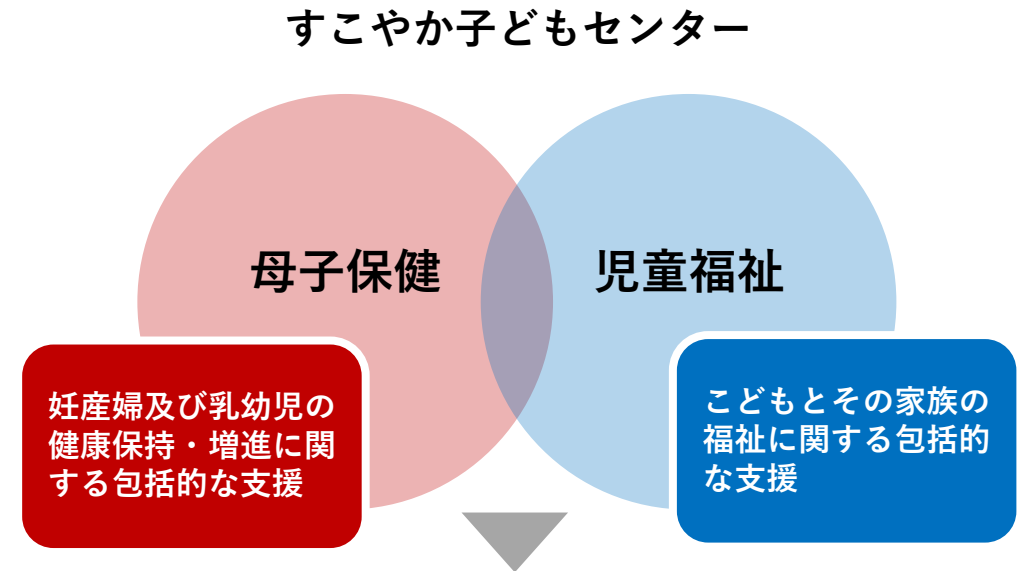 すこやか子どもセンター
母子保健
児童福祉
妊産婦及び乳幼児の
健康保持・増進に関
する包括的な支援
こどもとその家族の
福祉に関する包括的
な支援